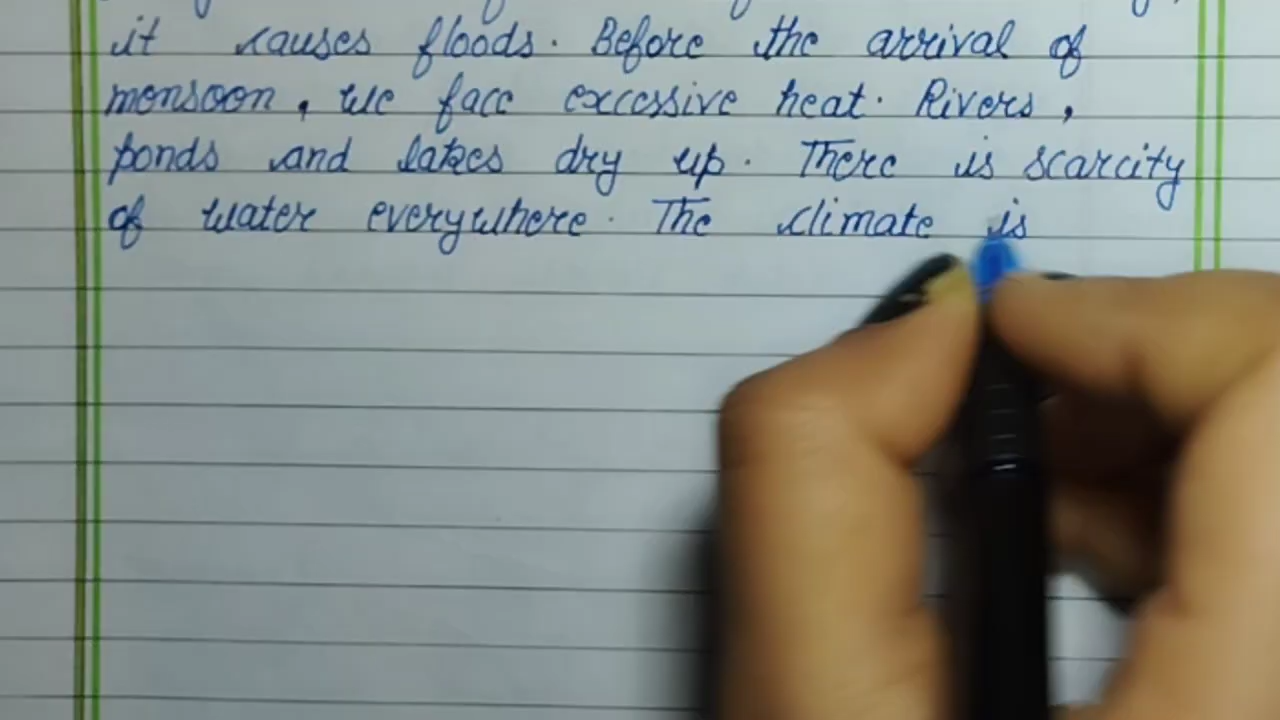 it causes floods. Before the arrival of
monsoon, we face excessive heat. Rivers,
ponds and lakes dry up. There is scarcity
of water everywhere. The climate is